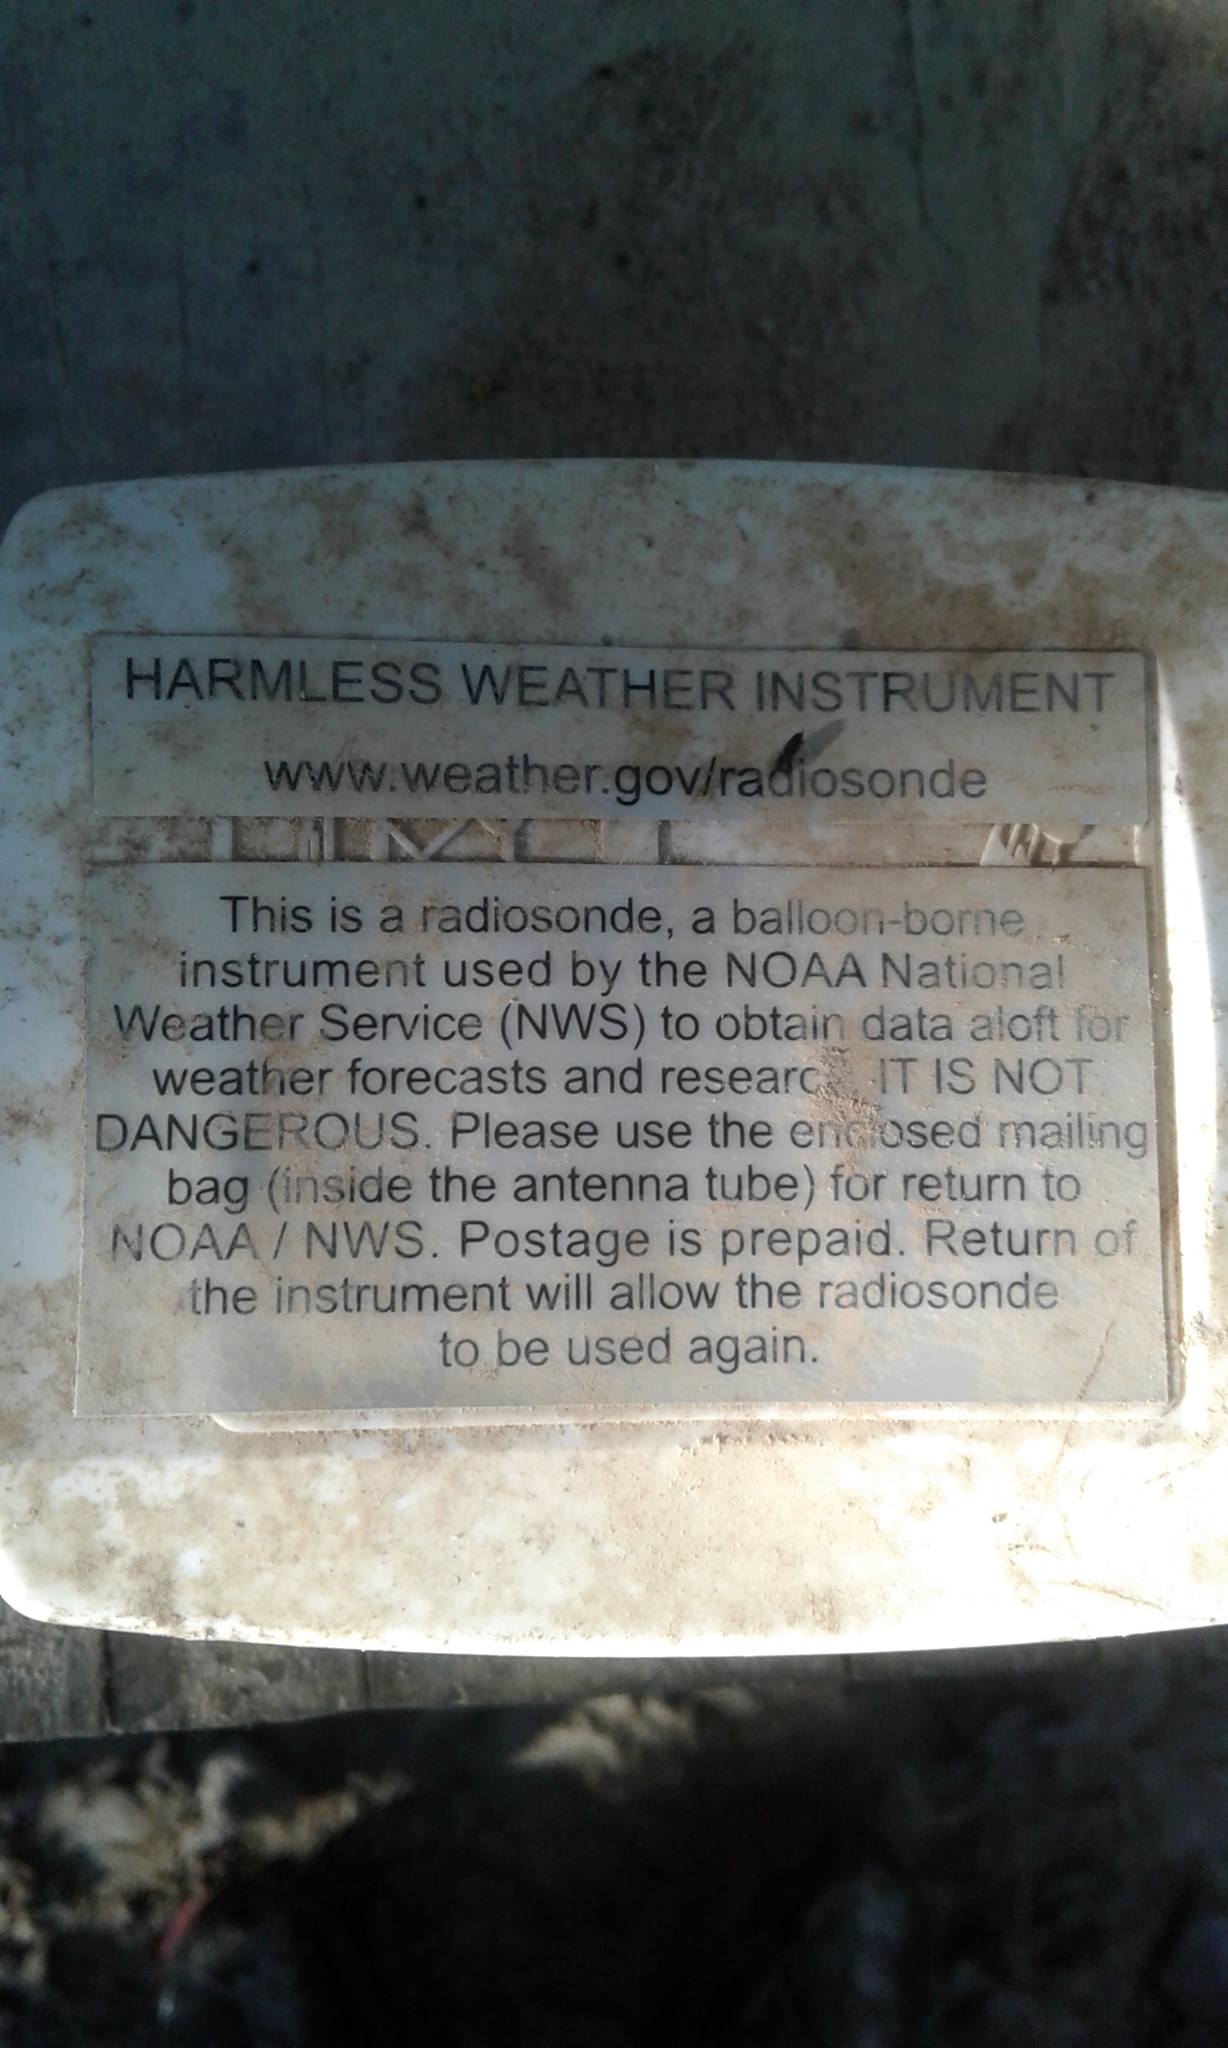 HARMLESS WEATHER INSTRUMENT
www.weather.gov/radiosonde
This is a radiosonde, a balloon-borne
instrument used by the NOAA National
Weather Service (NWS) to obtain data aloft for
weather forecasts and researc IT IS NOT
DANGEROUS. Please use the enclosed mailing
bag (inside the antenna tube) for return to
NOAA / NWS. Postage is prepaid. Return of
the instrument will allow the radiosonde
to be used again.